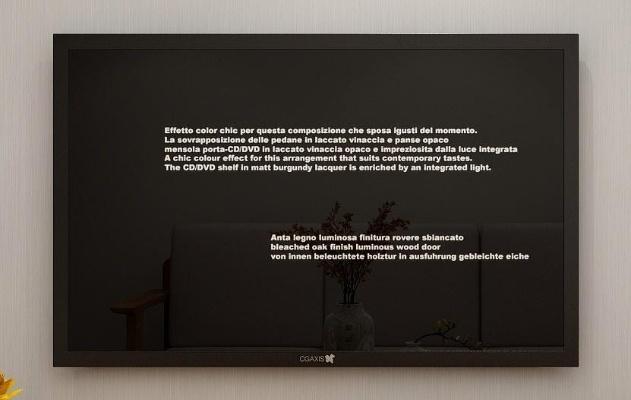 Effetto color chic per questa composizione che sposa igusti del momento.
La sovrapposizione delle pedane in laccato vinaccia e panse opaco
mensola porta-CD/DVD in laccato vinaccia opaco e impreziosita dalla luce integrata
A chic colour effect for this arrangement that suits contemporary tastes.
The CD/DVD shelf in matt burgundy lacquer is enriched by an integrated light.
Anta legno luminosa finitura rovere sbiancato
bleached oak finish luminous wood door
von innen beleuchtete holztur in ausfuhrung gebleichte eiche
CGAXIS